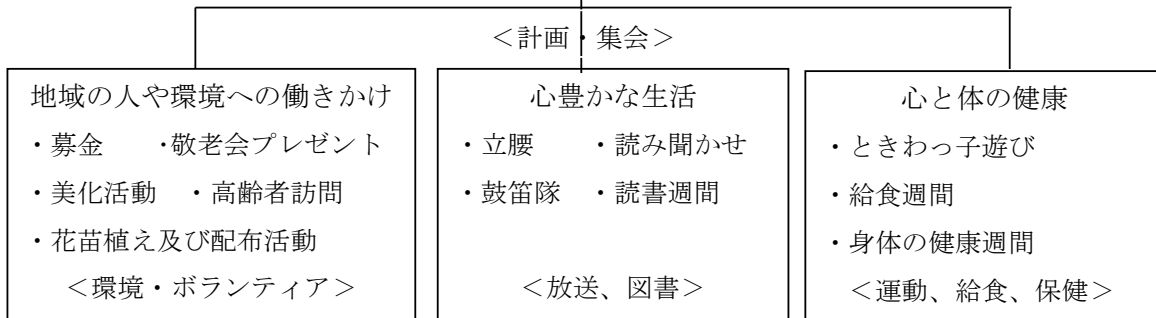 ＜計画・集会＞
地域の人や環境への働きかけ
・募金　・敬老会プレゼント
・美化活動　・高齢者訪問
・花苗植え及び配布活動
＜環境・ボランティア＞
心豊かな生活
・立腰　・読み聞かせ
・鼓笛隊　・読書週間
＜放送、図書＞
心と体の健康
・ときわっ子遊び
・給食週間
・身体の健康週間
＜運動、給食、保健＞